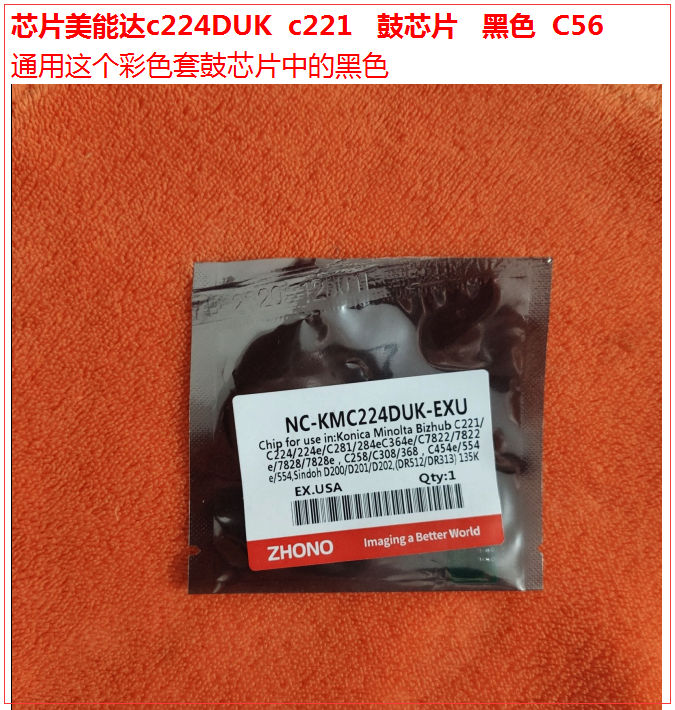 芯片美能达c224DUK c221 鼓芯片 黑色 C56
通用这个彩色套鼓芯片中的黑色
NC-KMC224DUK-EXU
Chip for use in:Konica Minolta Bizhub C221/
C224/224e/C281/284eC364e/C7822/7822
e/7828/7828e , C258/C308/368 , C454e/554
e/554,Sindoh D200/D201/D202,(DR512/DR313) 135K
EX.USA Qty:1
ZHONO Imaging a Better World